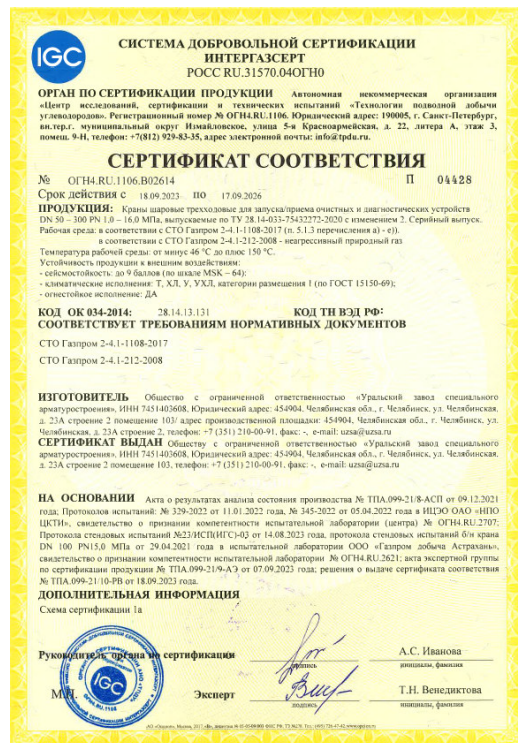 IGC
СИСТЕМА ДОБРОВОЛЬНОЙ СЕРТИФИКАЦИИ
ИНТЕРГАЗСЕРТ
РОСС RU.31570.04ОГН0
ОРГАН ПО СЕРТИФИКАЦИИ ПРОДУКЦИИ Автономная некоммерческая организация
«Центр исследований, сертификации и технических испытаний «Технологии подводной добычи
углеводородов». Регистрационный номер № ОГН4.RU.1106. Юридический адрес: 190005, г. Санкт-Петербург,
вн.тер.г. муниципальный округ Измайловское, улица 5-я Красноармейская, д. 22, литера А, этаж 3,
помещ. 9-Н, телефон: +7(812) 929-83-35, адрес электронной почты: info@tpdu.ru.
СЕРТИФИКАТ СООТВЕТСТВИЯ
№ ОГН4.RU.1106.В02614 П 04428
Срок действия с 18.09.2023 по 17.09.2026
ПРОДУКЦИЯ: Краны шаровые трехходовые для запуска/приема очистных и диагностических устройств
DN 50 – 300 PN 1,0 – 16,0 МПа, выпускаемые по ТУ 28.14-033-75432272-2020 с изменением 2. Серийный выпуск.
Рабочая среда: в соответствии с СТО Газпром 2-4.1-1108-2017 (п. 5.1.3 перечисления а) - е)).
в соответствии с СТО Газпром 2-4.1-212-2008 - неагрессивный природный газ
Температура рабочей среды: от минус 46 °С до плюс 150 °С.
Устойчивость продукции к внешним воздействиям:
- сейсмостойкость: до 9 баллов (по шкале MSK – 64);
- климатические исполнения: Т, ХЛ, У, УХЛ, категории размещения 1 (по ГОСТ 15150-69);
- огнестойкое исполнение: ДА
КОД ОК 034-2014: 28.14.13.131 КОД ТН ВЭД РФ:
СООТВЕТСТВУЕТ ТРЕБОВАНИЯМ НОРМАТИВНЫХ ДОКУМЕНТОВ
СТО Газпром 2-4.1-1108-2017
СТО Газпром 2-4.1-212-2008
ИЗГОТОВИТЕЛЬ Общество с ограниченной ответственностью «Уральский завод специального
арматуростроения», ИНН 7451403608, Юридический адрес: 454904, Челябинская обл., г. Челябинск, ул. Челябинская,
д. 23А строение 2 помещение 103/ адрес производственной площадки: 454904, Челябинская обл., г. Челябинск, ул.
Челябинская, д. 23А строение 2, телефон: +7 (351) 210-00-91, факс: -, e-mail: uzsa@uzsa.ru
СЕРТИФИКАТ ВЫДАН Обществу с ограниченной ответственностью «Уральский завод специального
арматуростроения», ИНН 7451403608, Юридический адрес: 454904, Челябинская обл., г. Челябинск, ул. Челябинская,
д. 23А строение 2 помещение 103, телефон: +7 (351) 210-00-91, факс: -, e-mail: uzsa@uzsa.ru
НА ОСНОВАНИИ Акта о результатах анализа состояния производства № ТПА.099-21/8-АСП от 09.12.2021
года; Протоколов испытаний: № 329-2022 от 11.01.2022 года, № 345-2022 от 05.04.2022 года в ИЦЭО ОАО «НПО
ЦКТИ», свидетельство о признании компетентности испытательной лаборатории (центра) № ОГН4.RU.2707;
Протокола стендовых испытаний №23/ИСП(ИГС)-03 от 14.08.2023 года, протокола стендовых испытаний б/н крана
DN 100 PN15,0 МПа от 29.04.2021 года в испытательной лаборатории ООО «Газпром добыча Астрахань»,
свидетельство о признании компетентности испытательной лаборатории № ОГН4.RU.2621; акта экспертной группы
по сертификации продукции № ТПА.099-21/9-АЭ от 07.09.2023 года; решения о выдаче сертификата соответствия
№ ТПА.099-21/10-РВ от 18.09.2023 года.
ДОПОЛНИТЕЛЬНАЯ ИНФОРМАЦИЯ
Схема сертификации 1а
Руководитель органа по сертификации А.С. Иванова
подпись инициалы, фамилия
М.П. Эксперт Т.Н. Венедиктова
подпись инициалы, фамилия
IGC
ОГН4.RU.1106